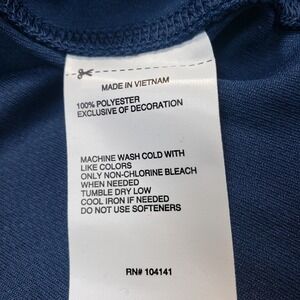 MADE IN VIETNAM
100% POLYESTER
EXCLUSIVE OF DECORATION
MACHINE WASH COLD WITH
LIKE COLORS
ONLY NON-CHLORINE BLEACH
WHEN NEEDED
TUMBLE DRY LOW
COOL IRON IF NEEDED
DO NOT USE SOFTENERS
RN# 104141